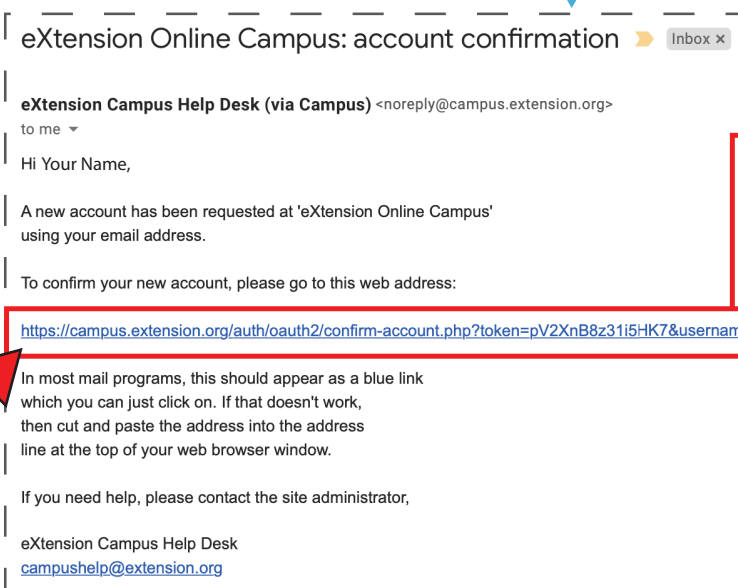 eXtension Online Campus: account confirmation Inbox ×
eXtension Campus Help Desk (via Campus) <noreply@campus.extension.org>
to me
Hi Your Name,
A new account has been requested at 'eXtension Online Campus'
using your email address.
To confirm your new account, please go to this web address:
https://campus.extension.org/auth/oauth2/confirm-account.php?token=pV2XnB8z31i5HK7&usernam
In most mail programs, this should appear as a blue link
which you can just click on. If that doesn't work,
then cut and paste the address into the address
line at the top of your web browser window.
If you need help, please contact the site administrator,
eXtension Campus Help Desk
campushelp@extension.org